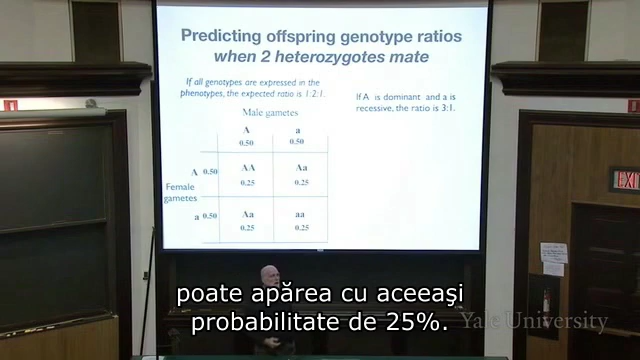 Predicting offspring genotype ratios
when 2 heterozygotes mate
If all genotypes are expressed in the
phenotypes, the expected ratio is 1:2:1.
If A is dominant and a is
recessive, the ratio is 3:1.
Male gametes
A a
0.50 0.50
A 0.50 AA Aa
0.25 0.25
Female
gametes
a 0.50 Aa aa
0.25 0.25
EXIT
poate apărea cu aceeaşi
probabilitate de 25%.
Yale University